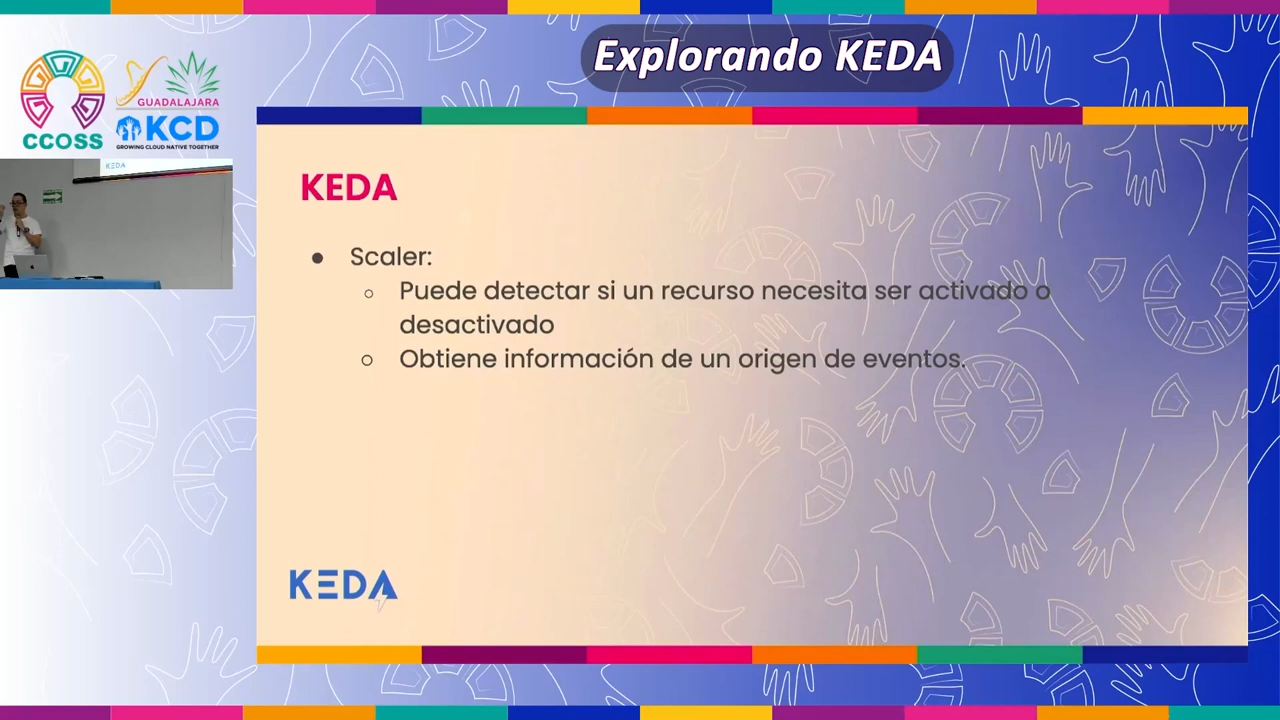 Explorando KEDA
GUADALAJARA
CCOSS
KCD
GROWING CLOUD NATIVE TOGETHER
KEDA
KEDA
Scaler:
Puede detectar si un recurso necesita ser activado o
desactivado
Obtiene información de un origen de eventos.
KEDA